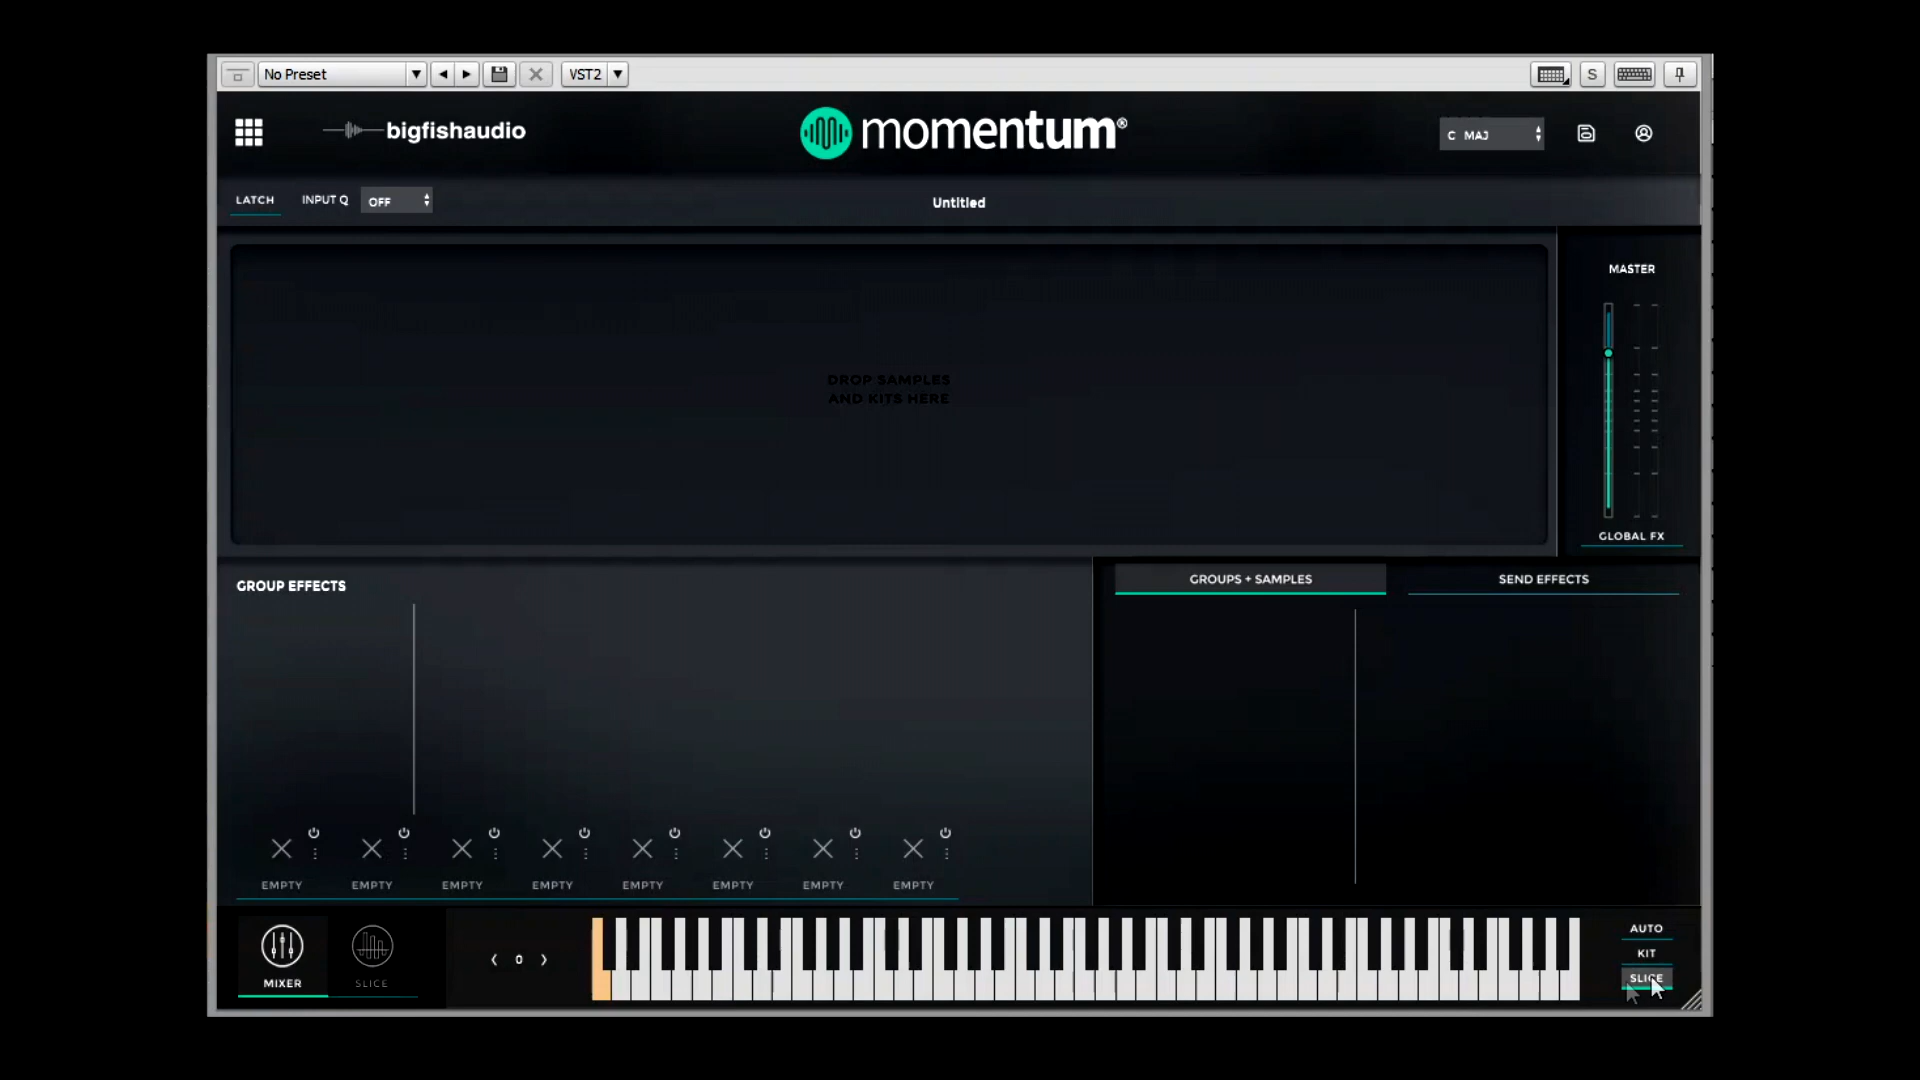 No Preset
VST2
S
bigfishaudio
momentum®
C MAJ
LATCH
INPUT Q
OFF
Untitled
MASTER
DROP SAMPLES
AND KITS HERE
GLOBAL FX
GROUP EFFECTS
GROUPS + SAMPLES
SEND EFFECTS
EMPTY
EMPTY
EMPTY
EMPTY
EMPTY
EMPTY
EMPTY
EMPTY
MIXER
SLICE
0
AUTO
KIT
SLICE